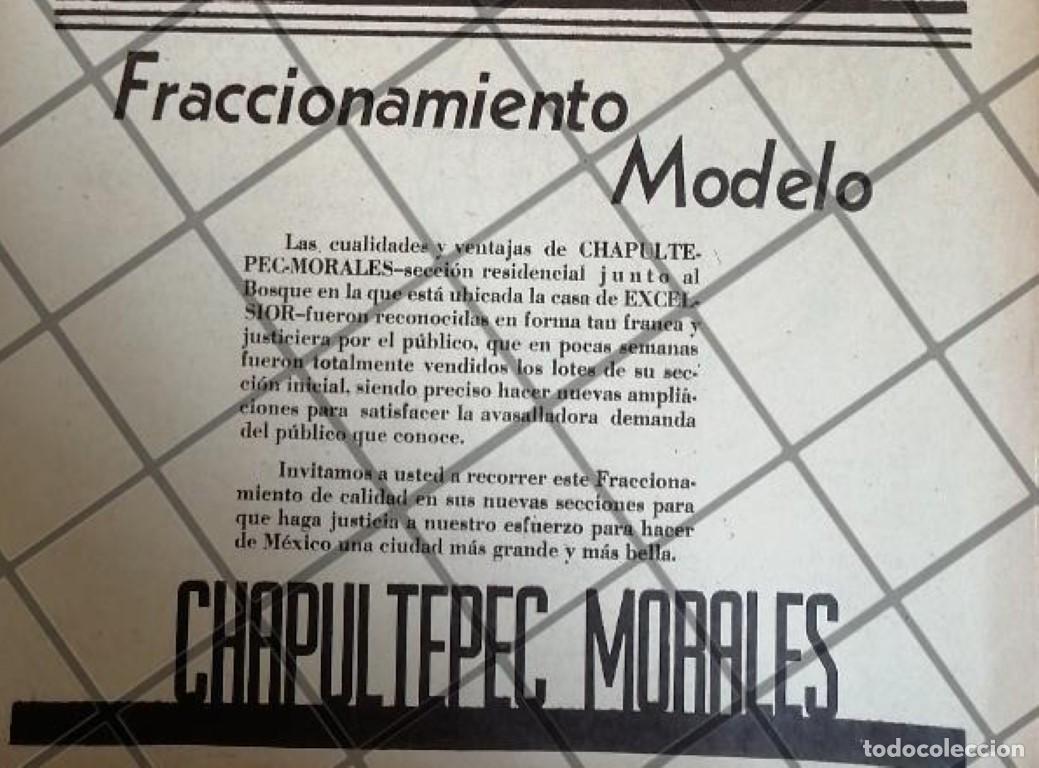 Fraccionamiento
Modelo
Las cualidades y ventajas de CHAPULTE-
PEC-MORALES-sección residencial junto al
Bosque en la que está ubicada la casa de EXCEL-
SIOR-fueron reconocidas en forma tan franca y
justiciera por el público, que en pocas semanas
fueron totalmente vendidos los lotes de su sec-
ción inicial, siendo preciso hacer nuevas amplia-
ciones para satisfacer la avasalladora demanda
del público que conoce.
Invitamos a usted a recorrer este Fracciona-
miento de calidad en sus nuevas secciones para
que haga justicia a nuestro esfuerzo para hacer
de México una ciudad más grande y más bella.
CHAPULTEPEC MORALES
todocoleccion